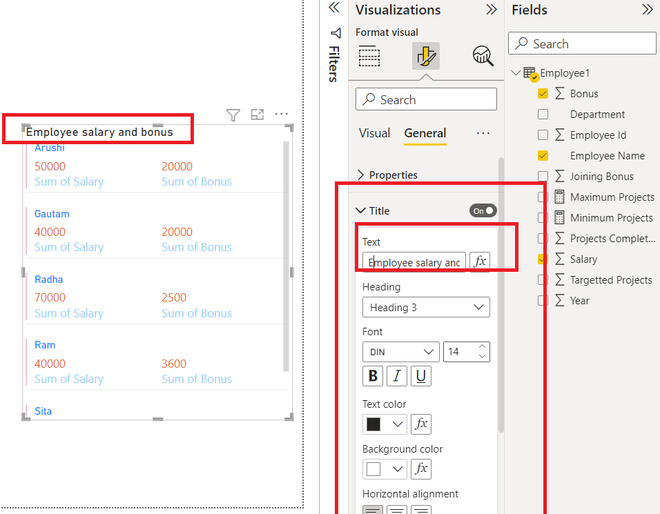 Employee salary and bonus
Arushi
50000 20000
Sum of Salary Sum of Bonus
Gautam
40000 20000
Sum of Salary Sum of Bonus
Radha
70000 2500
Sum of Salary Sum of Bonus
Ram
40000 3600
Sum of Salary Sum of Bonus
Sita
Filters
Visualizations
Format visual
Search
Visual General
Properties
Title On
Text
Employee salary and
fx
Heading
Heading 3
Font
DIN 14
B I U
Text color
fx
Background color
fx
Horizontal alignment
Fields
Search
Employee1
Bonus
Department
Employee Id
Employee Name
Joining Bonus
Maximum Projects
Minimum Projects
Projects Complet...
Salary
Targetted Projects
Year